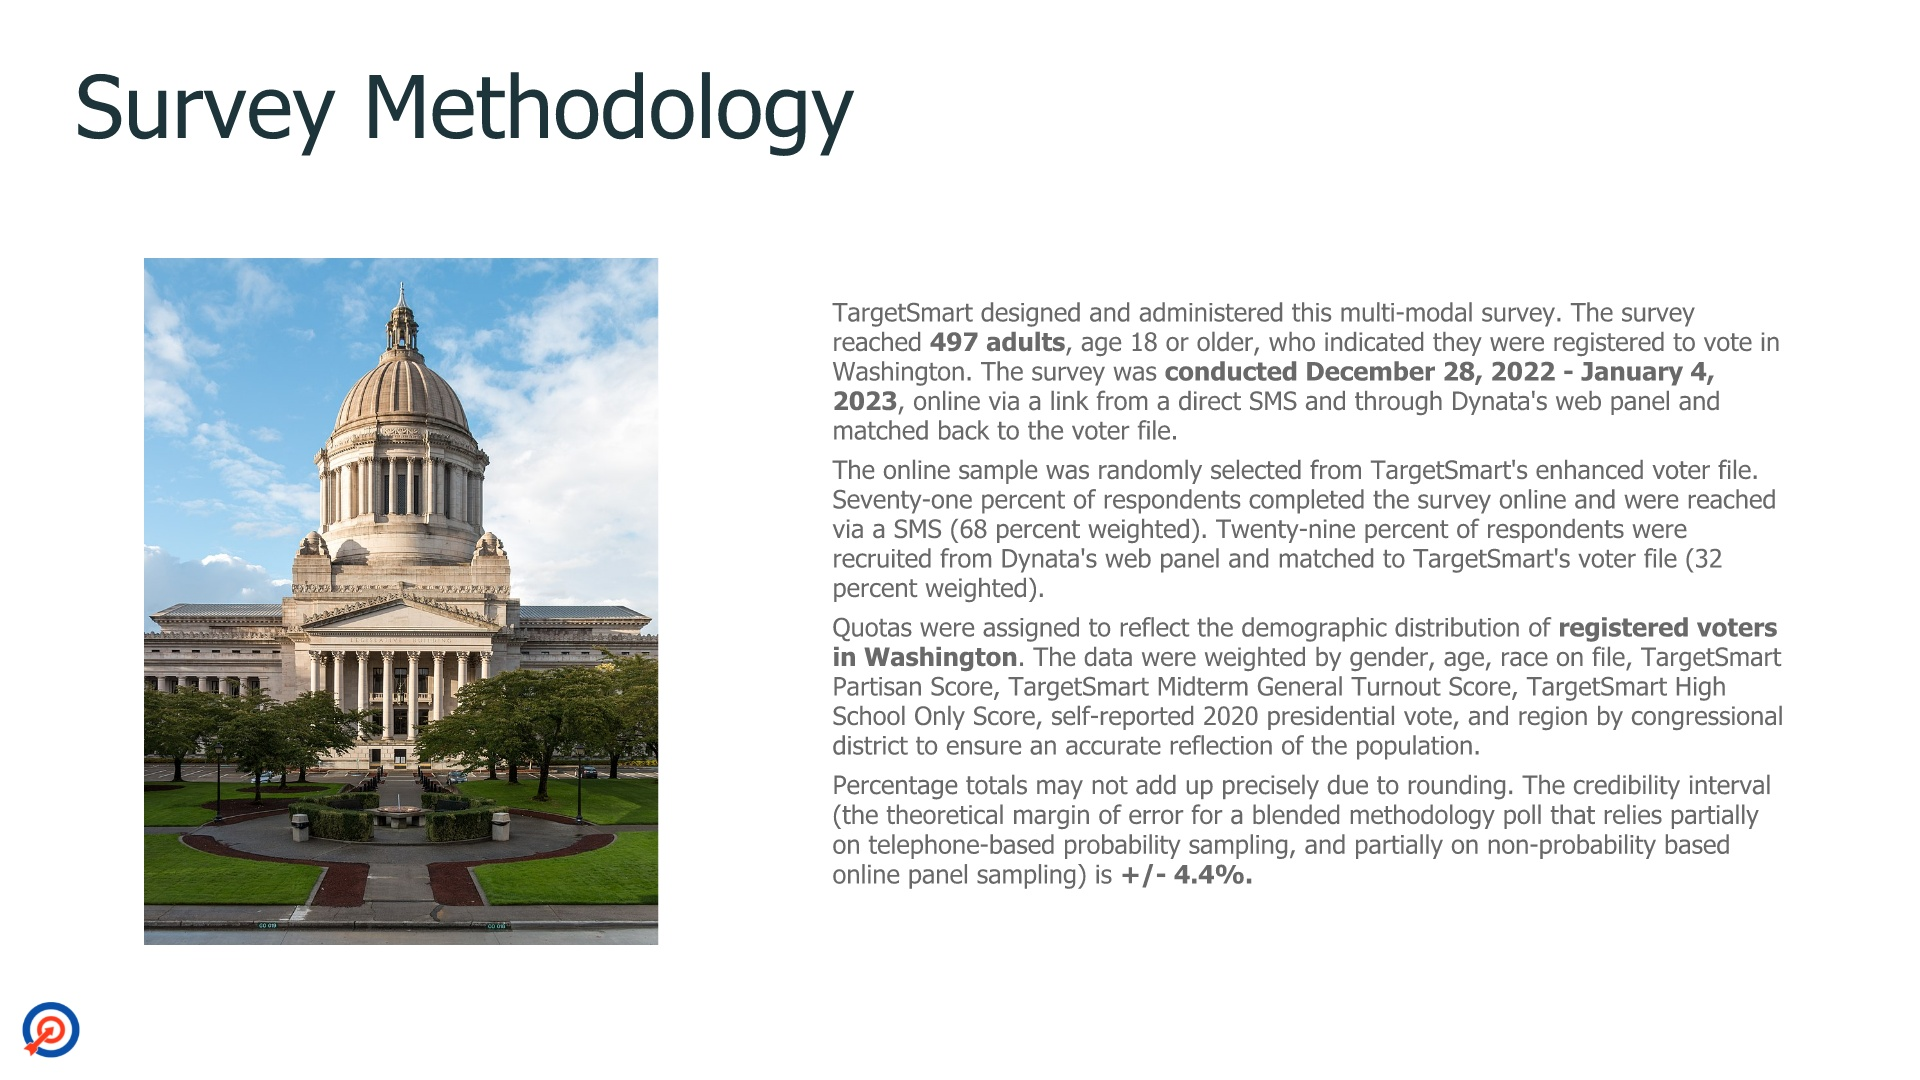 Survey Methodology
TargetSmart designed and administered this multi-modal survey. The survey
reached 497 adults, age 18 or older, who indicated they were registered to vote in
Washington. The survey was conducted December 28, 2022 - January 4,
2023, online via a link from a direct SMS and through Dynata's web panel and
matched back to the voter file.
The online sample was randomly selected from TargetSmart's enhanced voter file.
Seventy-one percent of respondents completed the survey online and were reached
via a SMS (68 percent weighted). Twenty-nine percent of respondents were
recruited from Dynata's web panel and matched to TargetSmart's voter file (32
percent weighted).
Quotas were assigned to reflect the demographic distribution of registered voters
in Washington. The data were weighted by gender, age, race on file, TargetSmart
Partisan Score, TargetSmart Midterm General Turnout Score, TargetSmart High
School Only Score, self-reported 2020 presidential vote, and region by congressional
district to ensure an accurate reflection of the population.
Percentage totals may not add up precisely due to rounding. The credibility interval
(the theoretical margin of error for a blended methodology poll that relies partially
on telephone-based probability sampling, and partially on non-probability based
online panel sampling) is +/- 4.4%.